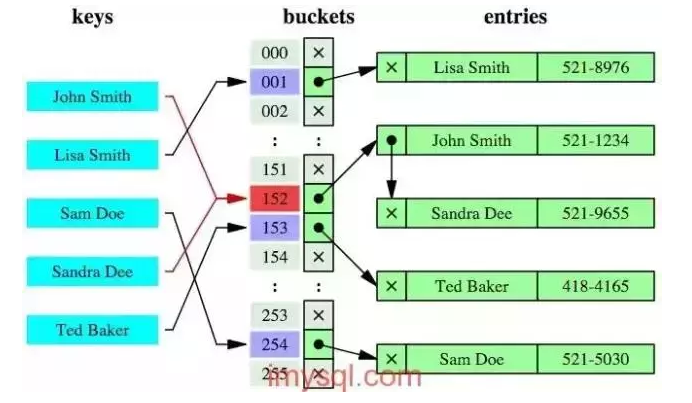 keys buckets entries
000 ×
001 × Lisa Smith 521-8976
John Smith
002 ×
: :
× John Smith 521-1234
Lisa Smith
151 ×
152
Sam Doe
× Sandra Dee 521-9655
153
154 ×
Sandra Dee
: :
× Ted Baker 418-4165
253 ×
Ted Baker
254
× Sam Doe 521-5030
255 ×
imysql.com